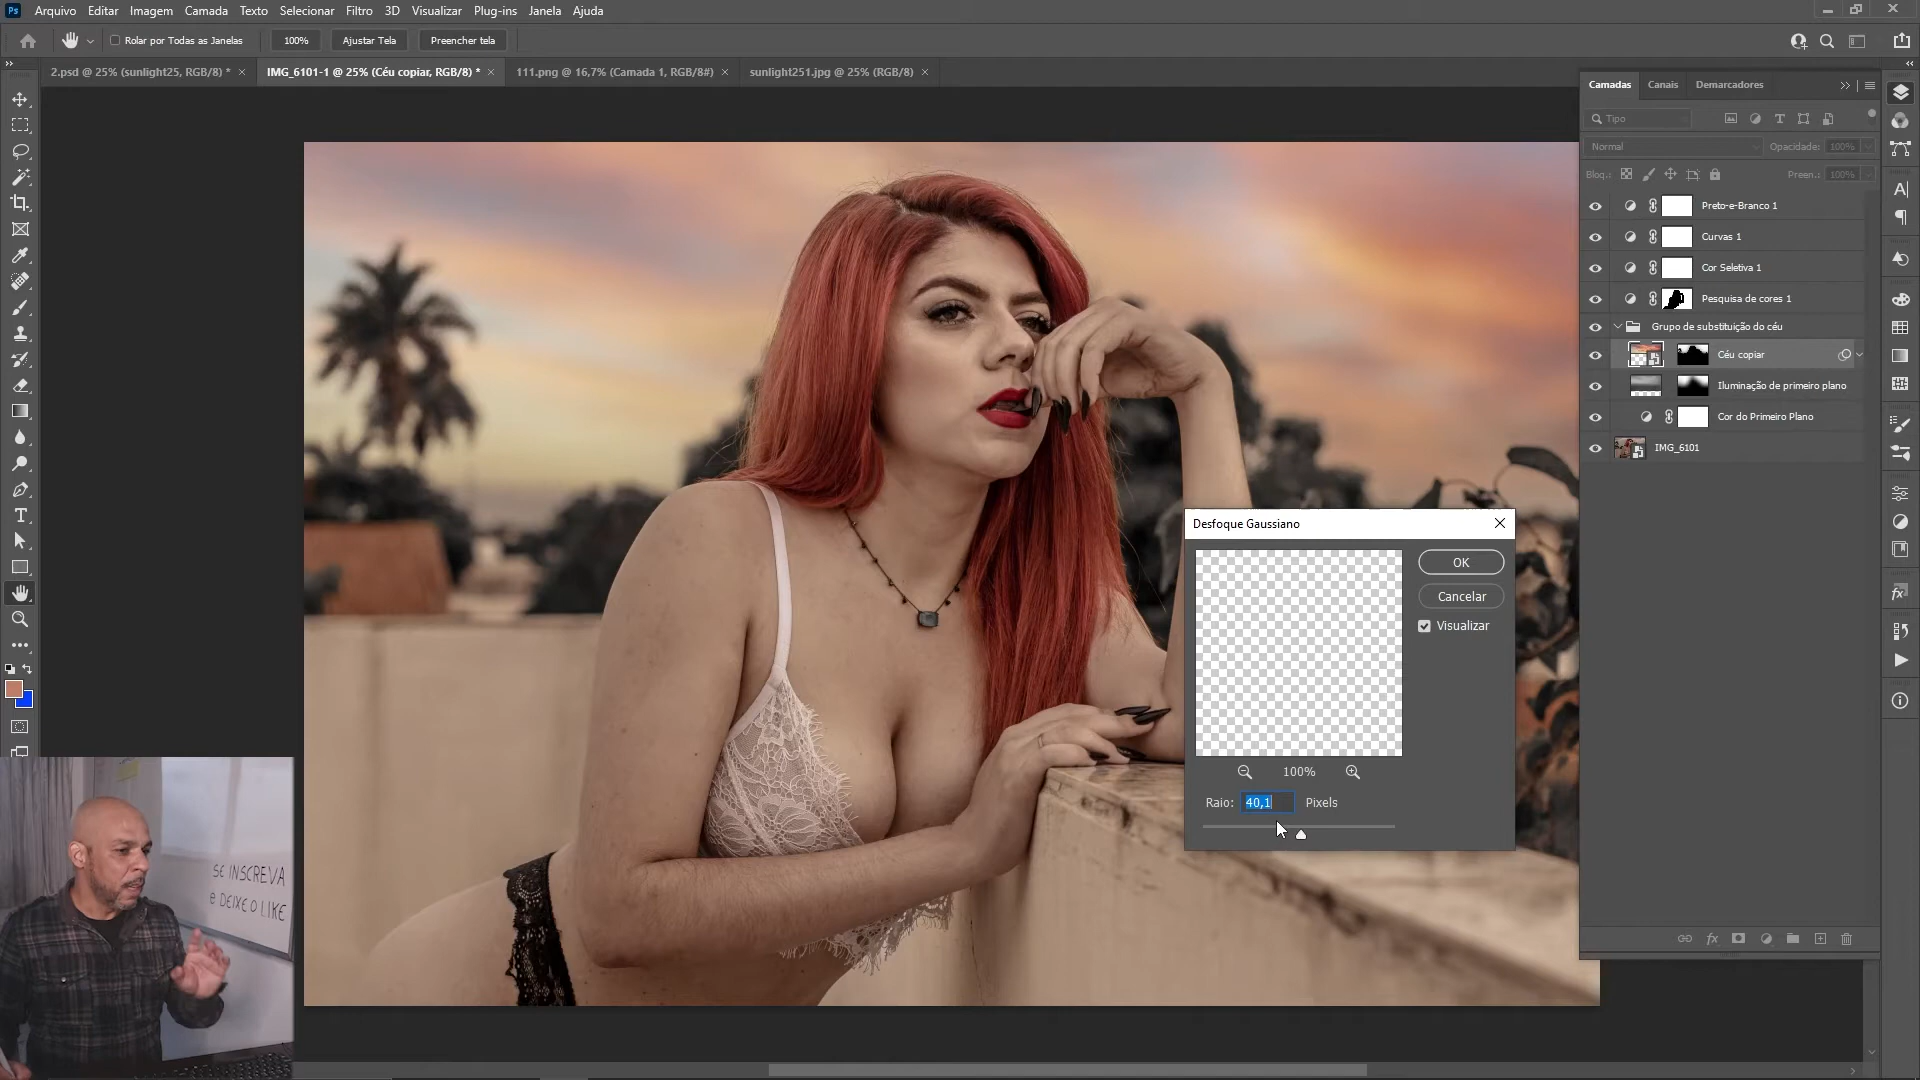 Ps Arquivo Editar Imagem Camada Texto Selecionar Filtro 3D Visualizar Plug-ins Janela Ajuda
Rolar por Todas as Janelas 100% Ajustar Tela Preencher tela
2.psd @ 25% (sunlight25, RGB/8) * IMG_6101-1 @ 25% (Céu copiar, RGB/8) * 111.png @ 16,7% (Camada 1, RGB/8#) sunlight251.jpg @ 25% (RGB/8)
Camadas Canais Demarcadores
Tipo
Normal Opacidade: 100%
Bloq.: Preen.: 100%
Preto-e-Branco 1
Curvas 1
Cor Seletiva 1
Pesquisa de cores 1
Grupo de substituição do céu
Céu copiar
Iluminação de primeiro plano
Cor do Primeiro Plano
IMG_6101
Desfoque Gaussiano
OK
Cancelar
Visualizar
100%
Raio: 40,1 Pixels
SE INSCREVA
e DEIXE O LIKE